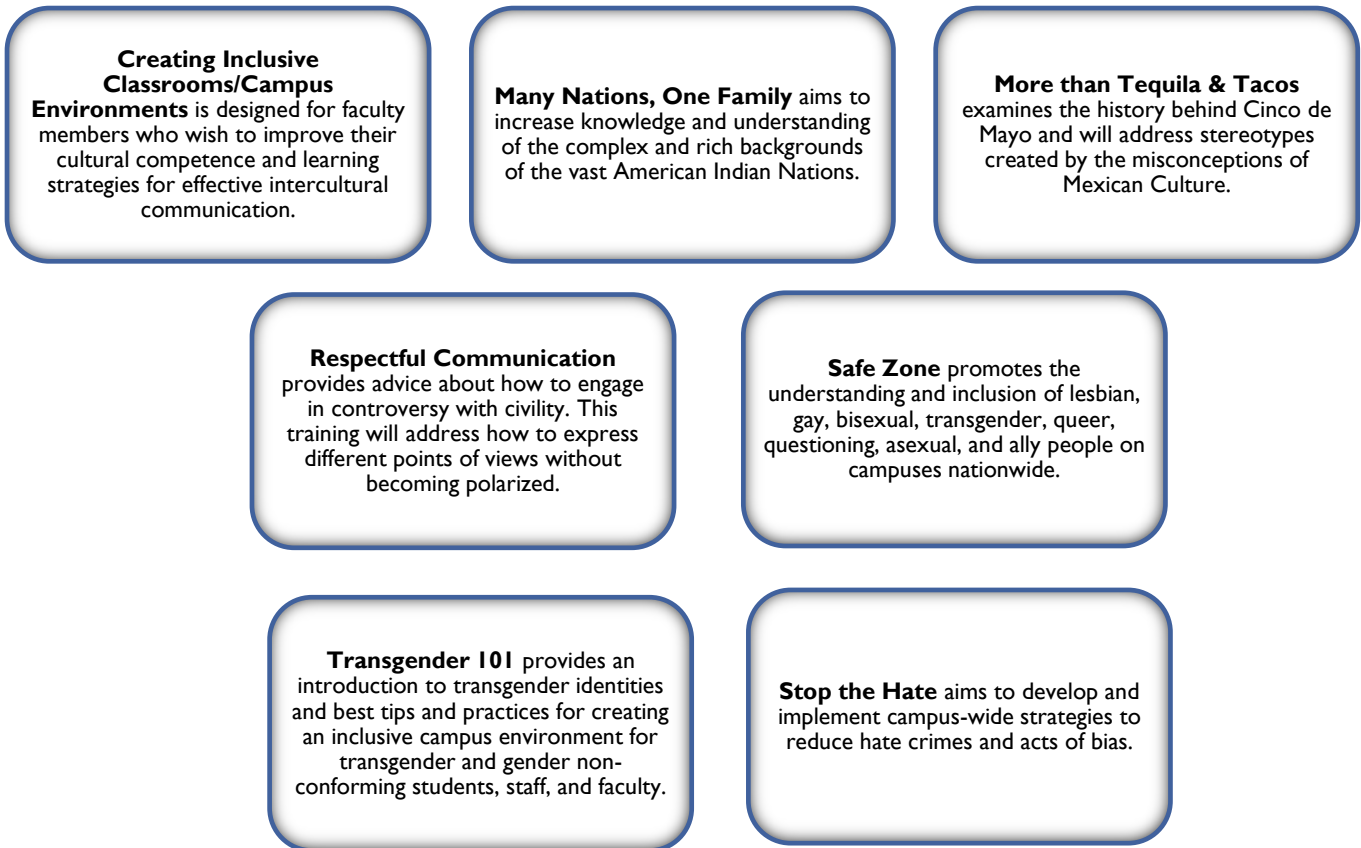 Creating Inclusive
Classrooms/Campus
Environments is designed for faculty
members who wish to improve their
cultural competence and learning
strategies for effective intercultural
communication.
Many Nations, One Family aims to
increase knowledge and understanding
of the complex and rich backgrounds
of the vast American Indian Nations.
More than Tequila & Tacos
examines the history behind Cinco de
Mayo and will address stereotypes
created by the misconceptions of
Mexican Culture.
Respectful Communication
provides advice about how to engage
in controversy with civility. This
training will address how to express
different points of views without
becoming polarized.
Safe Zone promotes the
understanding and inclusion of lesbian,
gay, bisexual, transgender, queer,
questioning, asexual, and ally people on
campuses nationwide.
Transgender 101 provides an
introduction to transgender identities
and best tips and practices for creating
an inclusive campus environment for
transgender and gender non-
conforming students, staff, and faculty.
Stop the Hate aims to develop and
implement campus-wide strategies to
reduce hate crimes and acts of bias.